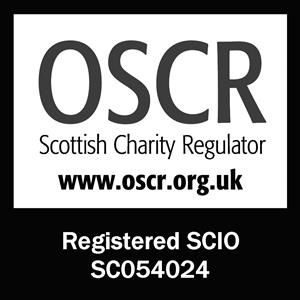 OSCR
Scottish Charity Regulator
www.oscr.org.uk
Registered SCIO
SC054024